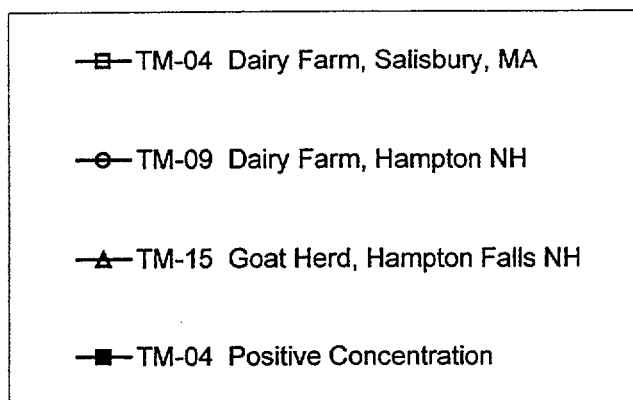 TM-04 Dairy Farm, Salisbury, MA
TM-09 Dairy Farm, Hampton NH
TM-15 Goat Herd, Hampton Falls NH
TM-04 Positive Concentration